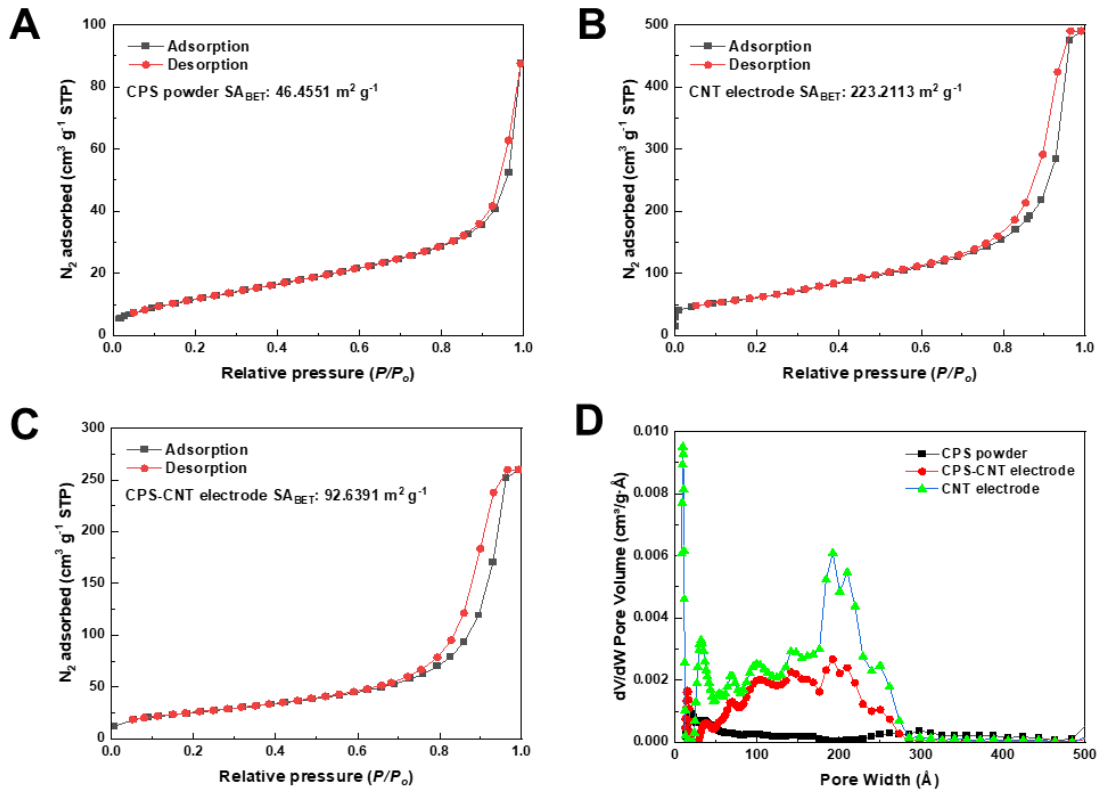 A
100
80
60
40
20
0
0.0 0.2 0.4 0.6 0.8 1.0
N₂ adsorbed (cm³ g⁻¹ STP)
Relative pressure (P/Pₒ)
Adsorption
Desorption
CPS powder SA_BET: 46.4551 m² g⁻¹
B
500
400
300
200
100
0
0.0 0.2 0.4 0.6 0.8 1.0
N₂ adsorbed (cm³ g⁻¹ STP)
Relative pressure (P/Pₒ)
Adsorption
Desorption
CNT electrode SA_BET: 223.2113 m² g⁻¹
C
300
250
200
150
100
50
0
0.0 0.2 0.4 0.6 0.8 1.0
N₂ adsorbed (cm³ g⁻¹ STP)
Relative pressure (P/Pₒ)
Adsorption
Desorption
CPS-CNT electrode SA_BET: 92.6391 m² g⁻¹
D
0.010
0.008
0.006
0.004
0.002
0.000
0 100 200 300 400 500
dV/dW Pore Volume (cm³/g·Å)
Pore Width (Å)
CPS powder
CPS-CNT electrode
CNT electrode